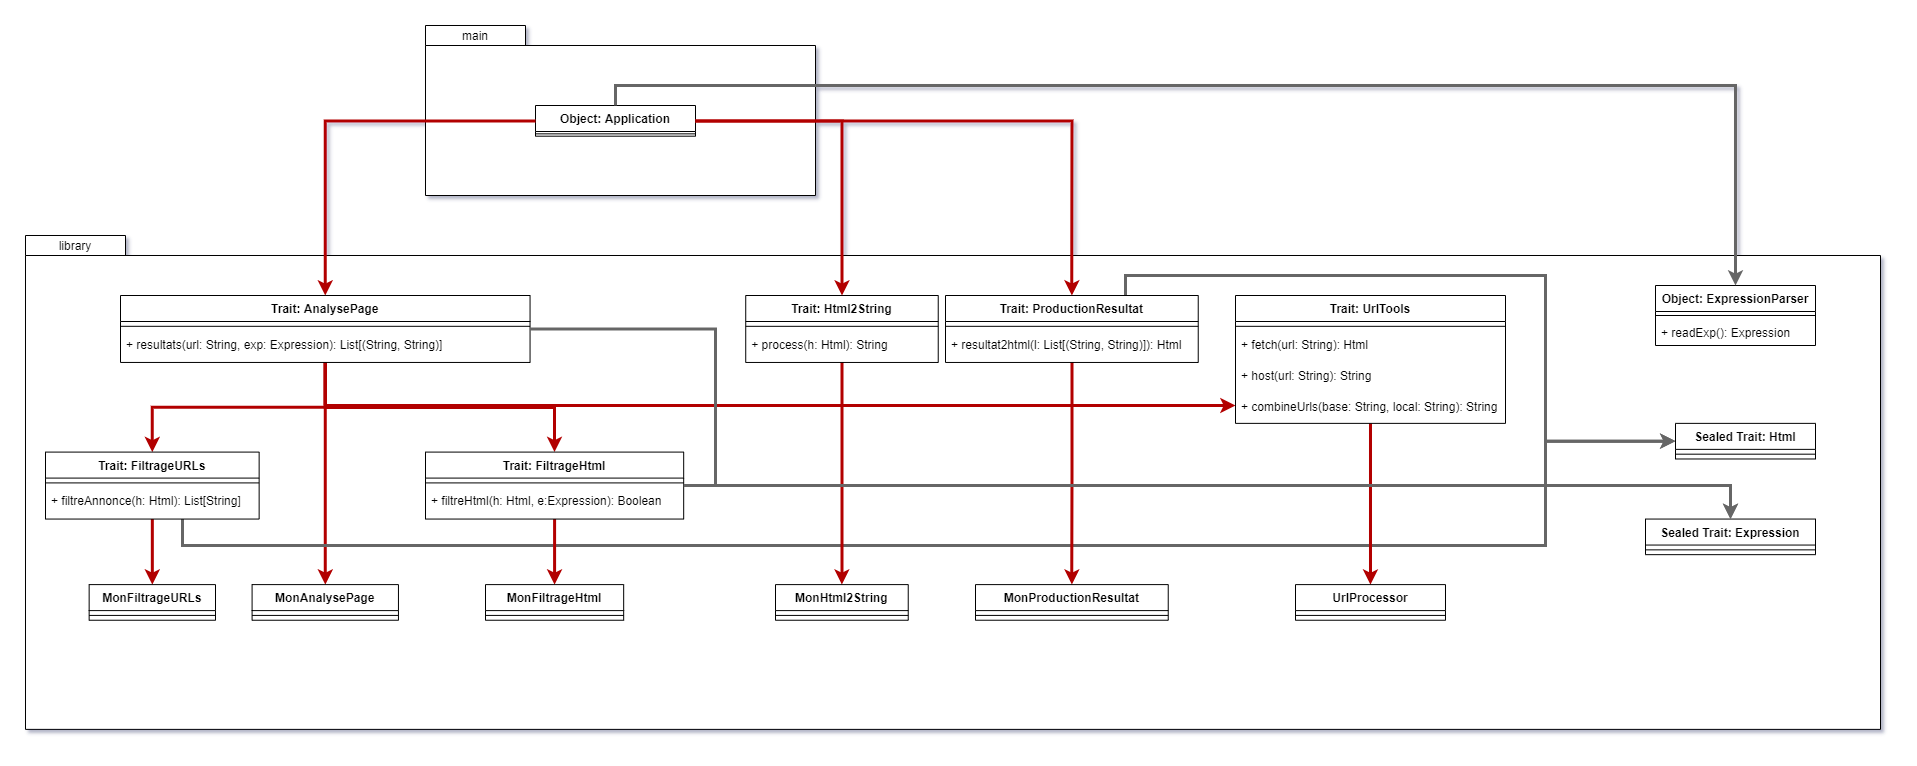 main
Object: Application
library
Trait: AnalysePage
+ resultats(url: String, exp: Expression): List[(String, String)]
Trait: Html2String
+ process(h: Html): String
Trait: ProductionResultat
+ resultat2html(l: List[(String, String)]): Html
Trait: UrlTools
+ fetch(url: String): Html
+ host(url: String): String
+ combineUrls(base: String, local: String): String
Object: ExpressionParser
+ readExp(): Expression
Sealed Trait: Html
Trait: FiltrageURLs
+ filtreAnnonce(h: Html): List[String]
Trait: FiltrageHtml
+ filtreHtml(h: Html, e:Expression): Boolean
Sealed Trait: Expression
MonFiltrageURLs
MonAnalysePage
MonFiltrageHtml
MonHtml2String
MonProductionResultat
UrlProcessor